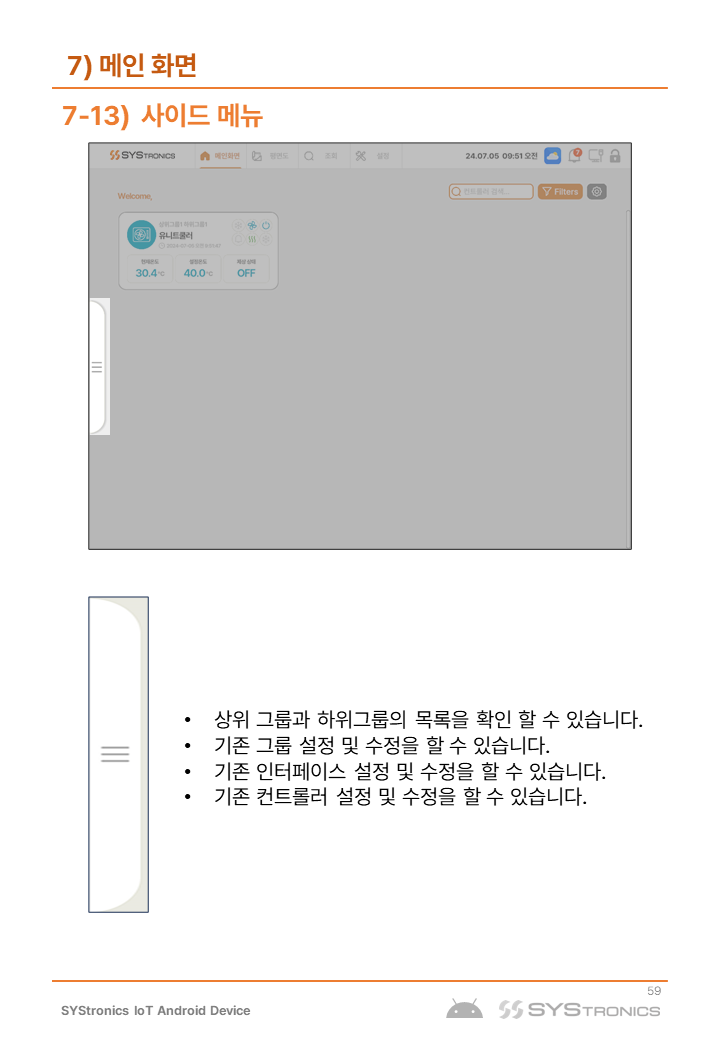 7) 메인 화면
7-13) 사이드 메뉴
SYSTRONICS 메인화면 평면도 조회 설정 24.07.05 09:51 오전 7
Welcome,
컨트롤러 검색... Filters
상위그룹1 하위그룹1
유니트쿨러
현재온도 설정온도 제상 상태
30.4 °C 40.0 °C OFF
• 상위 그룹과 하위그룹의 목록을 확인 할 수 있습니다.
• 기존 그룹 설정 및 수정을 할 수 있습니다.
• 기존 인터페이스 설정 및 수정을 할 수 있습니다.
• 기존 컨트롤러 설정 및 수정을 할 수 있습니다.
59
SYStronics IoT Android Device
SYSTRONICS